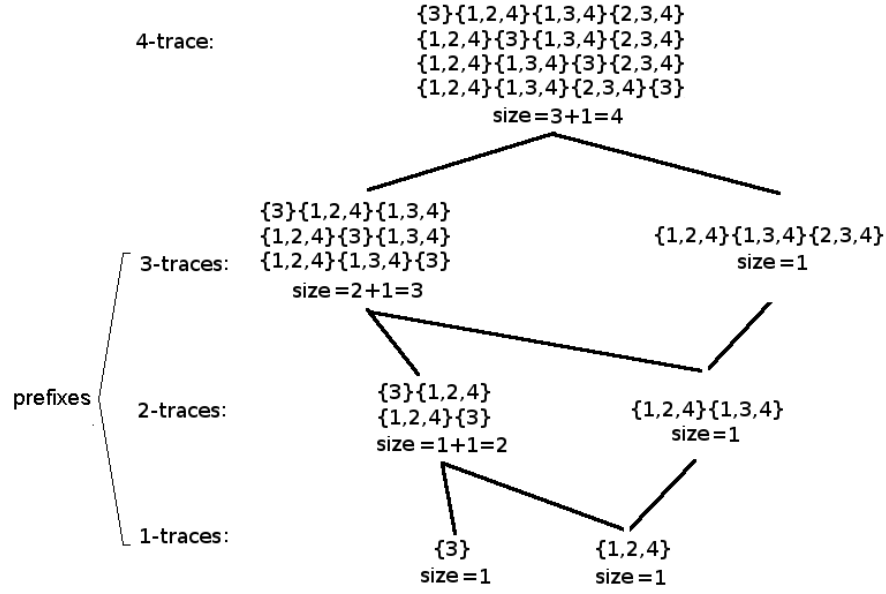 4-trace:
{3}{1,2,4}{1,3,4}{2,3,4}
{1,2,4}{3}{1,3,4}{2,3,4}
{1,2,4}{1,3,4}{3}{2,3,4}
{1,2,4}{1,3,4}{2,3,4}{3}
size=3+1=4
prefixes
3-traces:
{3}{1,2,4}{1,3,4}
{1,2,4}{3}{1,3,4}
{1,2,4}{1,3,4}{3}
size=2+1=3
{1,2,4}{1,3,4}{2,3,4}
size=1
2-traces:
{3}{1,2,4}
{1,2,4}{3}
size=1+1=2
{1,2,4}{1,3,4}
size=1
1-traces:
{3}
size=1
{1,2,4}
size=1